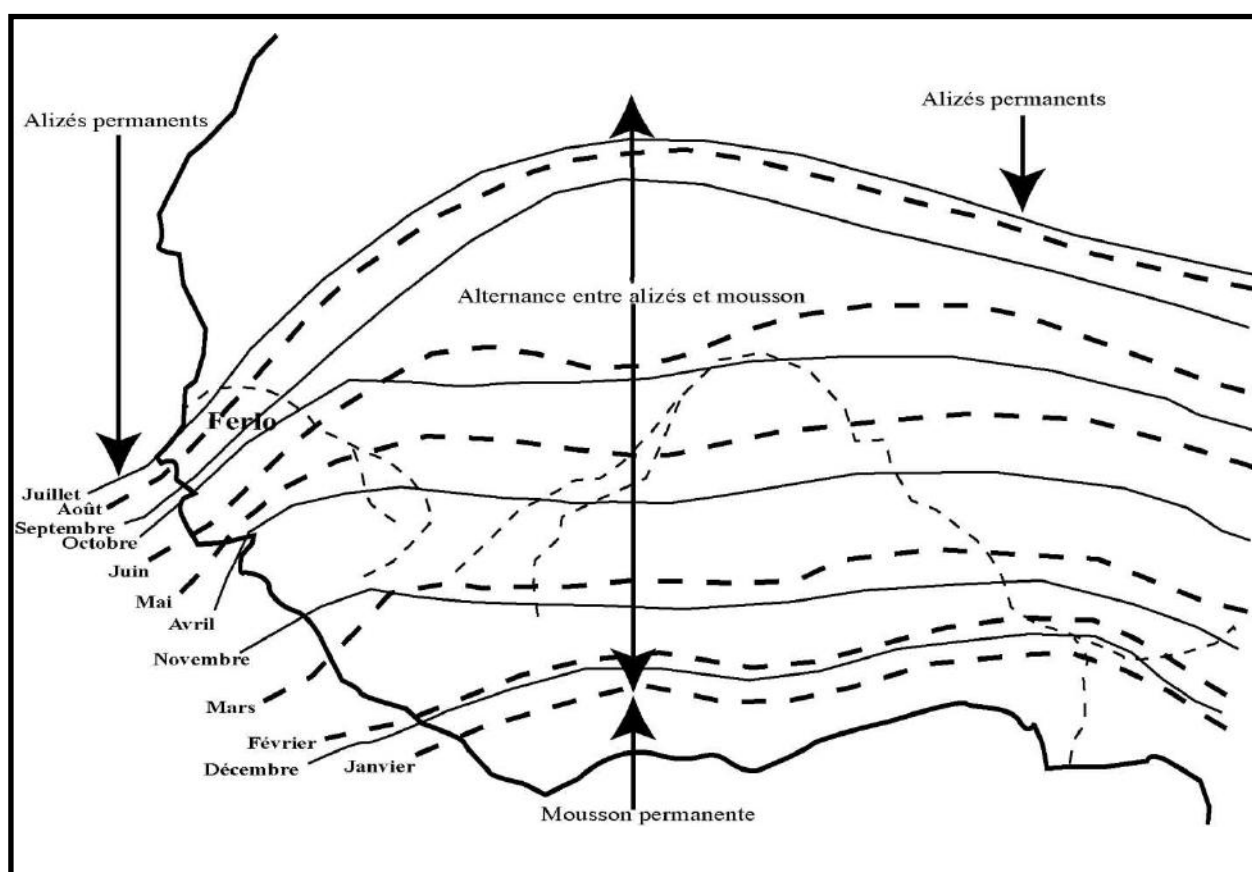 Alizés permanents
Alizés permanents
Alternance entre alizés et mousson
Ferlo
Juillet
Août
Septembre
Octobre
Juin
Mai
Avril
Novembre
Mars
Février
Décembre
Janvier
Mousson permanente